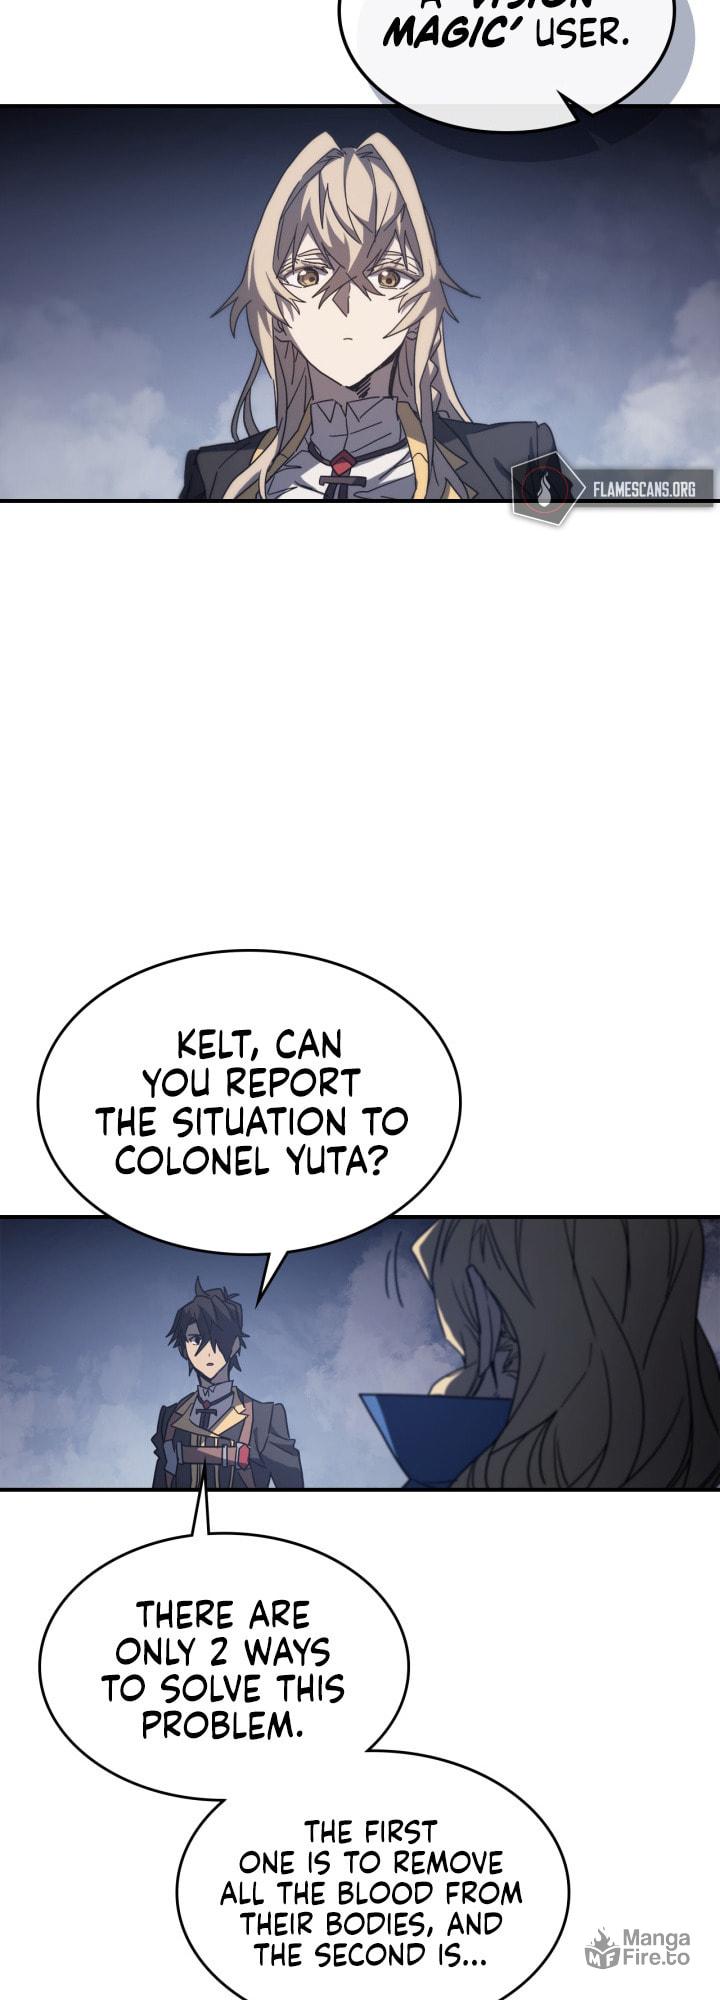 A 'VISION
MAGIC' USER.
FLAMESCANS.ORG
KELT, CAN
YOU REPORT
THE SITUATION TO
COLONEL YUTA?
THERE ARE
ONLY 2 WAYS
TO SOLVE THIS
PROBLEM.
THE FIRST
ONE IS TO REMOVE
ALL THE BLOOD FROM
THEIR BODIES, AND
THE SECOND IS...
MF Manga
Fire.to